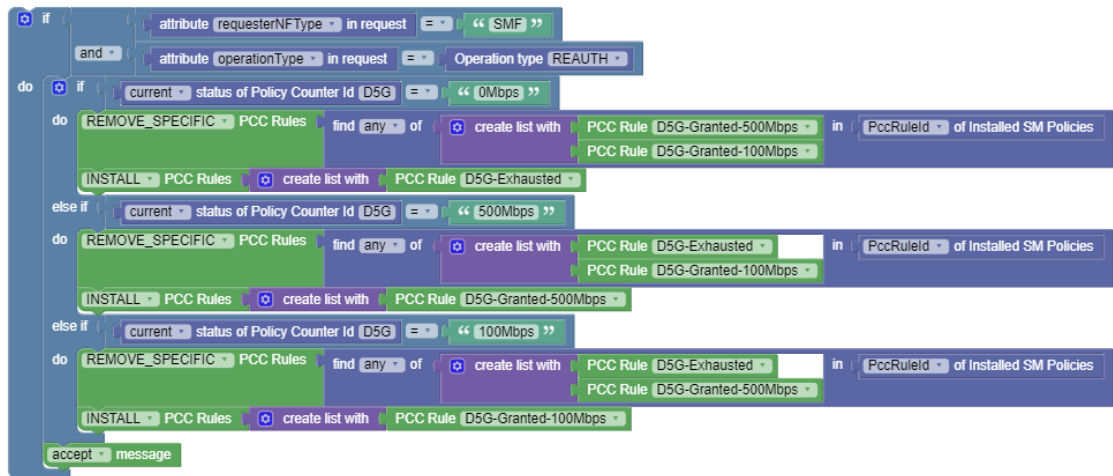 if attribute requesterNFType in request = “ SMF ”
and attribute operationType in request = Operation type REAUTH
do if current status of Policy Counter Id D5G = “ 0Mbps ”
do REMOVE_SPECIFIC PCC Rules find any of create list with PCC Rule D5G-Granted-500Mbps in PccRuleId of Installed SM Policies
PCC Rule D5G-Granted-100Mbps
INSTALL PCC Rules create list with PCC Rule D5G-Exhausted
else if current status of Policy Counter Id D5G = “ 500Mbps ”
do REMOVE_SPECIFIC PCC Rules find any of create list with PCC Rule D5G-Exhausted in PccRuleId of Installed SM Policies
PCC Rule D5G-Granted-100Mbps
INSTALL PCC Rules create list with PCC Rule D5G-Granted-500Mbps
else if current status of Policy Counter Id D5G = “ 100Mbps ”
do REMOVE_SPECIFIC PCC Rules find any of create list with PCC Rule D5G-Exhausted in PccRuleId of Installed SM Policies
PCC Rule D5G-Granted-500Mbps
INSTALL PCC Rules create list with PCC Rule D5G-Granted-100Mbps
accept message